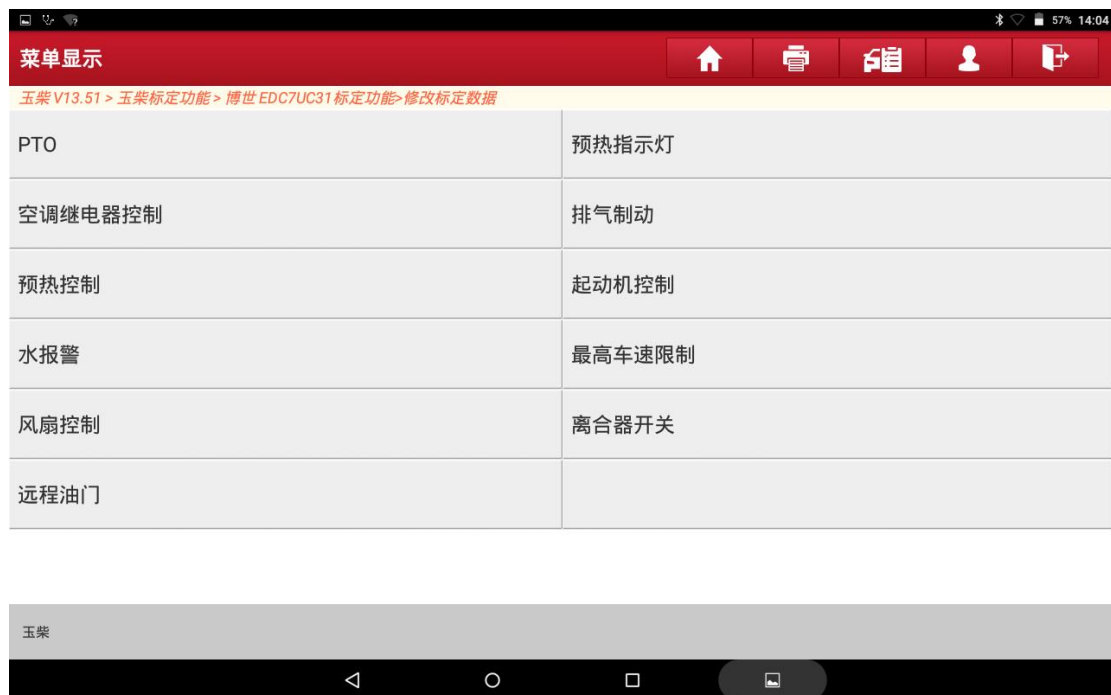 57% 14:04
菜单显示
玉柴 V13.51 > 玉柴标定功能 > 博世 EDC7UC31标定功能>修改标定数据
PTO
预热指示灯
空调继电器控制
排气制动
预热控制
起动机控制
水报警
最高车速限制
风扇控制
离合器开关
远程油门
玉柴